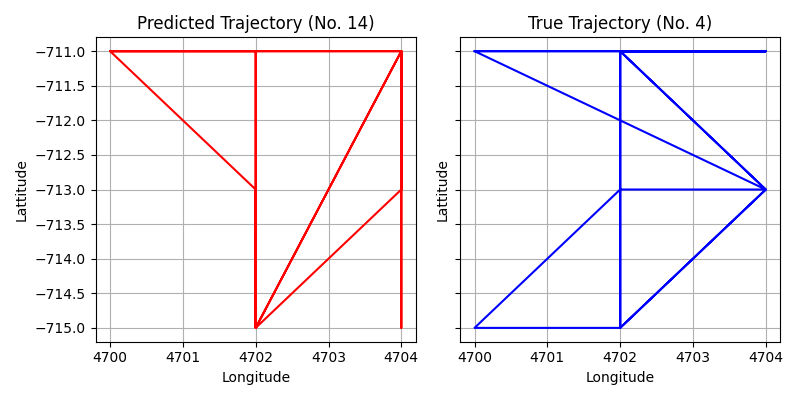 Predicted Trajectory (No. 14)
True Trajectory (No. 4)
−711.0
−711.5
−712.0
−712.5
−713.0
−713.5
−714.0
−714.5
−715.0
Lattitude
Lattitude
4700 4701 4702 4703 4704
4700 4701 4702 4703 4704
Longitude
Longitude